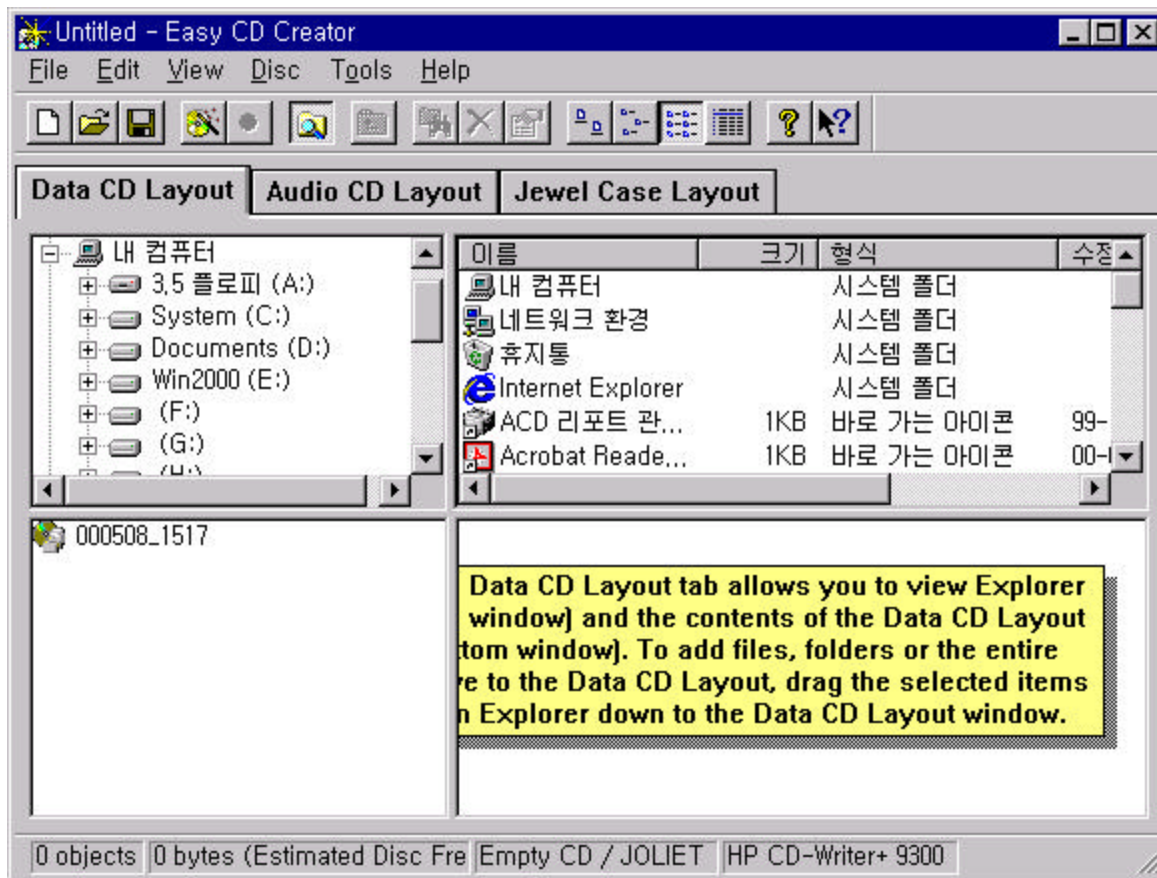 Untitled - Easy CD Creator
File Edit View Disc Tools Help
Data CD Layout Audio CD Layout Jewel Case Layout
내 컴퓨터
3.5 플로피 (A:)
System (C:)
Documents (D:)
Win2000 (E:)
(F:)
(G:)
(H:)
이름 크기 형식 수정
내 컴퓨터 시스템 폴더
네트워크 환경 시스템 폴더
휴지통 시스템 폴더
Internet Explorer 시스템 폴더
ACD 리포트 관... 1KB 바로 가는 아이콘 99-
Acrobat Reade... 1KB 바로 가는 아이콘 00-
000508_1517
Data CD Layout tab allows you to view Explorer
window) and the contents of the Data CD Layout
tom window). To add files, folders or the entire
e to the Data CD Layout, drag the selected items
n Explorer down to the Data CD Layout window.
0 objects 0 bytes (Estimated Disc Fre Empty CD / JOLIET HP CD-Writer+ 9300